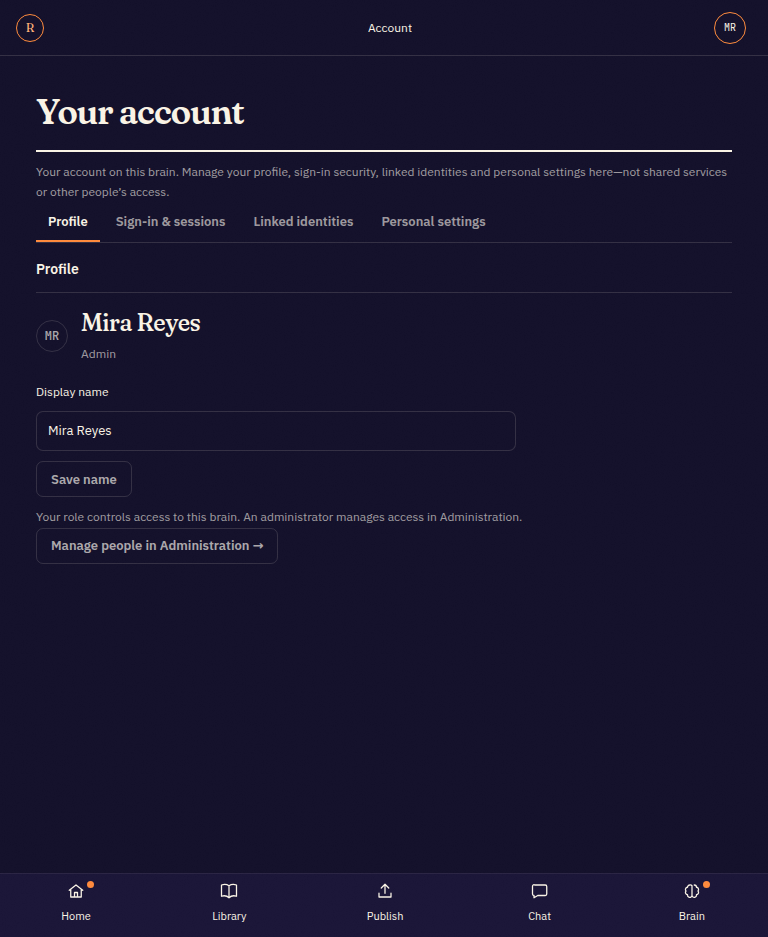 R
Account
MR
Your account
Your account on this brain. Manage your profile, sign-in security, linked identities and personal settings here—not shared services
or other people's access.
Profile
Sign-in & sessions
Linked identities
Personal settings
Profile
MR
Mira Reyes
Admin
Display name
Mira Reyes
Save name
Your role controls access to this brain. An administrator manages access in Administration.
Manage people in Administration →
Home
Library
Publish
Chat
Brain